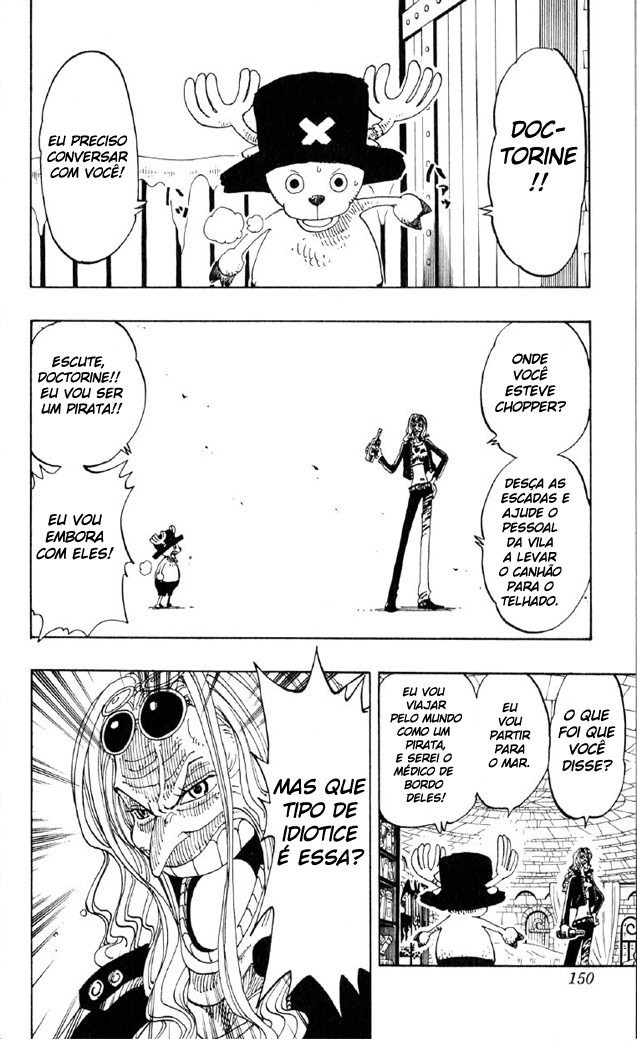 DOC-
TORINE
!!
EU PRECISO
CONVERSAR
COM VOCÊ!
ONDE
VOCÊ
ESTEVE
CHOPPER?
DESÇA AS
ESCADAS E
AJUDE O
PESSOAL
DA VILA
A LEVAR
O CANHÃO
PARA O
TELHADO.
ESCUTE,
DOCTORINE!!
EU VOU SER
UM PIRATA!!
EU VOU
EMBORA
COM ELES!
O QUE
FOI QUE
VOCÊ
DISSE?
EU
VOU
PARTIR
PARA
O MAR.
EU VOU
VIAJAR
PELO MUNDO
COMO UM
PIRATA,
E SEREI O
MÉDICO DE
BORDO
DELES!
MAS QUE
TIPO DE
IDIOTICE
É ESSA?
150